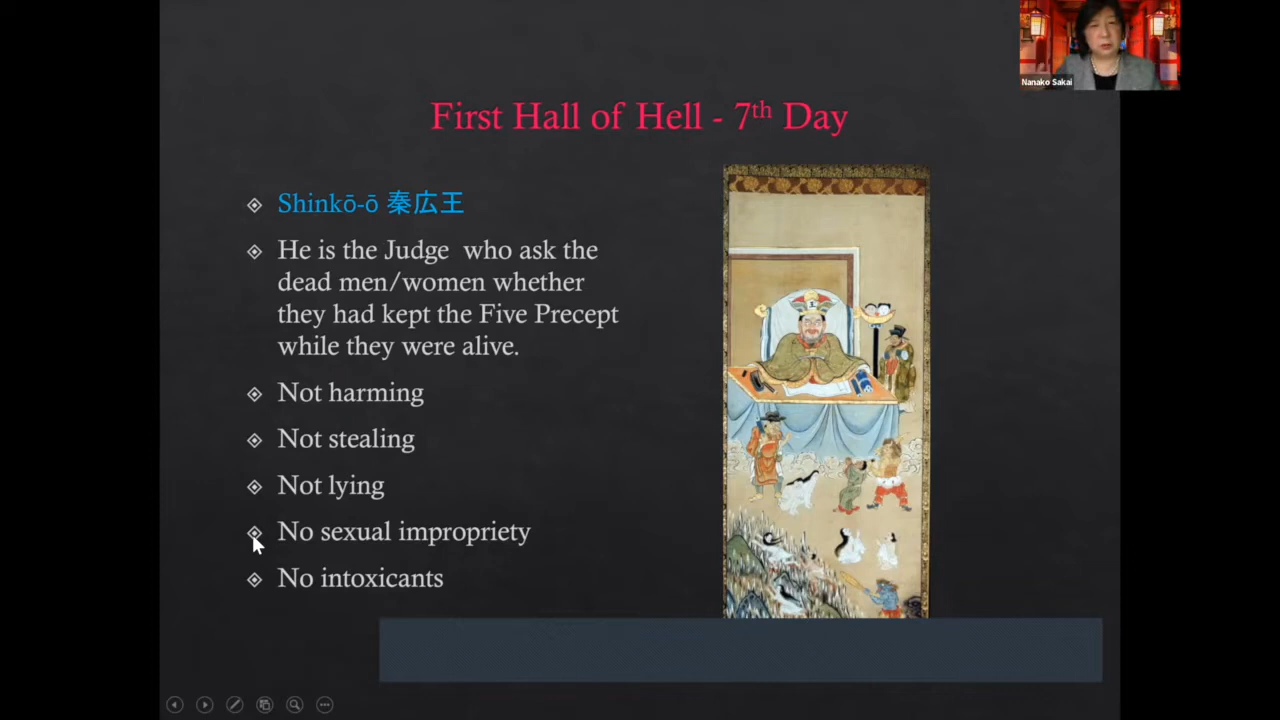 Nanako Sakai
First Hall of Hell - 7th Day
Shinkō-ō 秦広王
He is the Judge who ask the
dead men/women whether
they had kept the Five Precept
while they were alive.
Not harming
Not stealing
Not lying
No sexual impropriety
No intoxicants